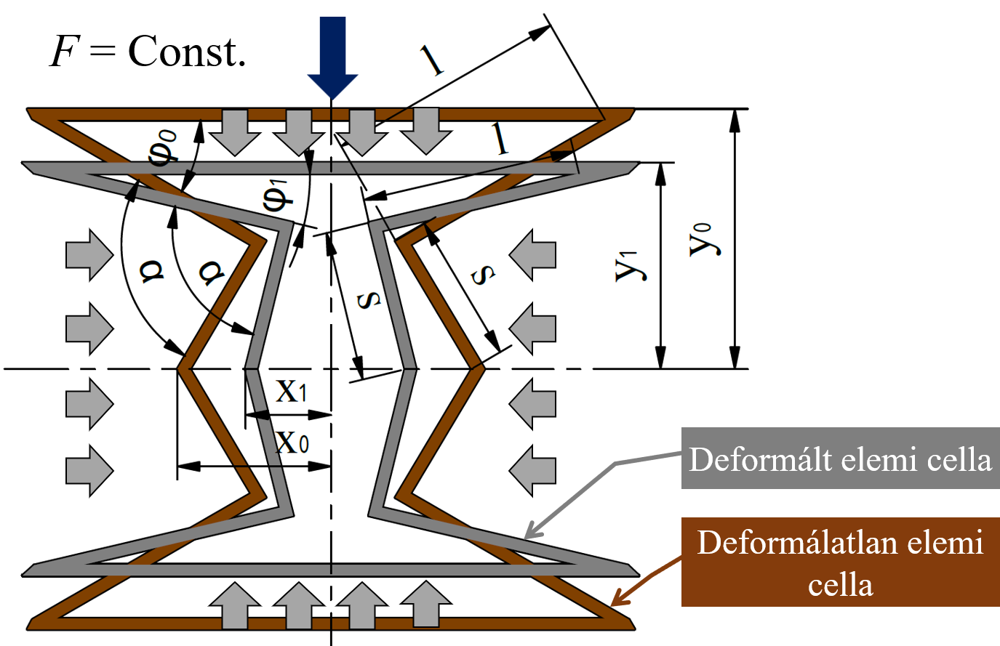 F = Const.
l
l
φ0
φ1
α
α
s
s
y1
y0
x1
x0
Deformált elemi cella
Deformálatlan elemi
cella